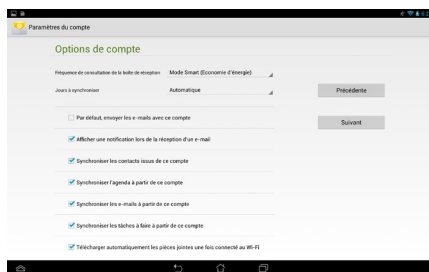 Paramètres du compte
Options de compte
Fréquence de consultation de la boîte de réception Mode Smart (Economie d'énergie)
Jours à synchroniser Automatique
Précédente
Par défaut, envoyer les e-mails avec ce compte
Suivant
Afficher une notification lors de la réception d'un e-mail
Synchroniser les contacts issus de ce compte
Synchroniser l'agenda à partir de ce compte
Synchroniser les e-mails à partir de ce compte
Synchroniser les tâches à faire à partir de ce compte
Télécharger automatiquement les pièces jointes une fois connecté au Wi-Fi